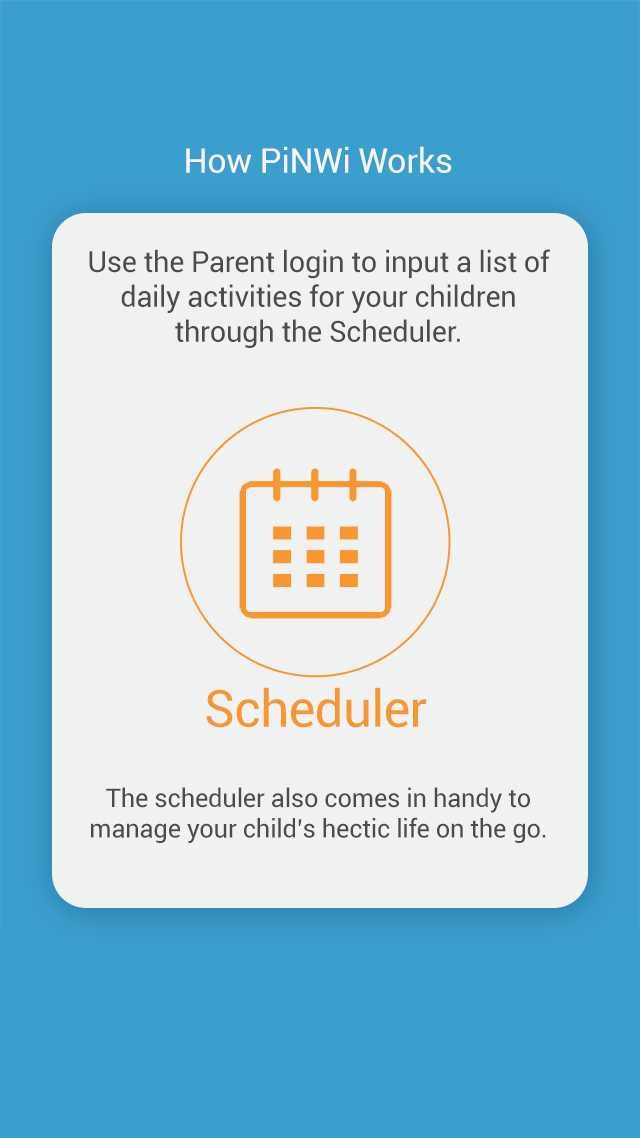 How PiNWi Works
Use the Parent login to input a list of
daily activities for your children
through the Scheduler.
Scheduler
The scheduler also comes in handy to
manage your child's hectic life on the go.